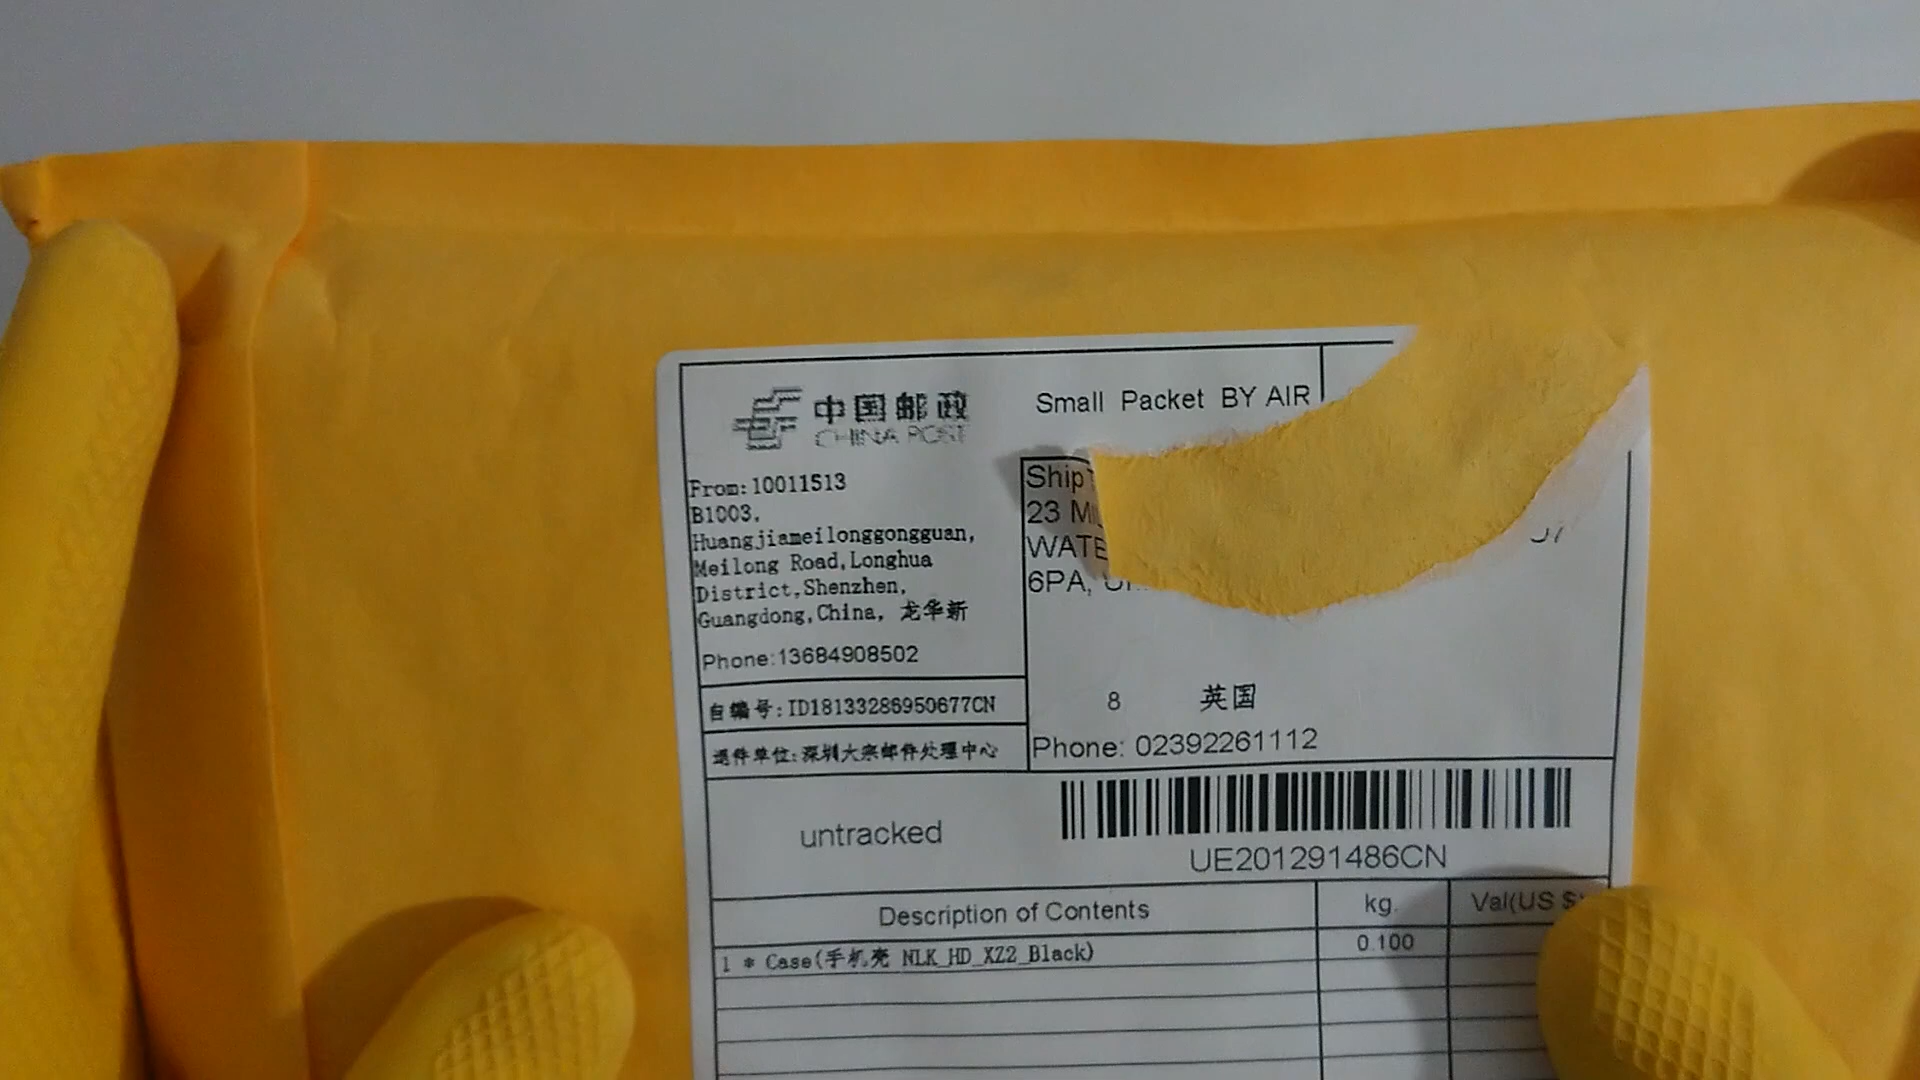 中国邮政
CHINA POST
Small Packet BY AIR
From:10011513
B1003,
Huangjiameilonggongguan,
Meilong Road,Longhua
District,Shenzhen,
Guangdong,China, 龙华新
Phone:13684908502
自编号:ID18133286950677CN
退件单位:深圳大宗邮件处理中心
Ship
23
WATE
6PA,
8 英国
Phone: 02392261112
untracked
UE201291486CN
Description of Contents kg. Val(US $)
1 * Case(手机壳 NLK_HD_XZ2_Black) 0.100